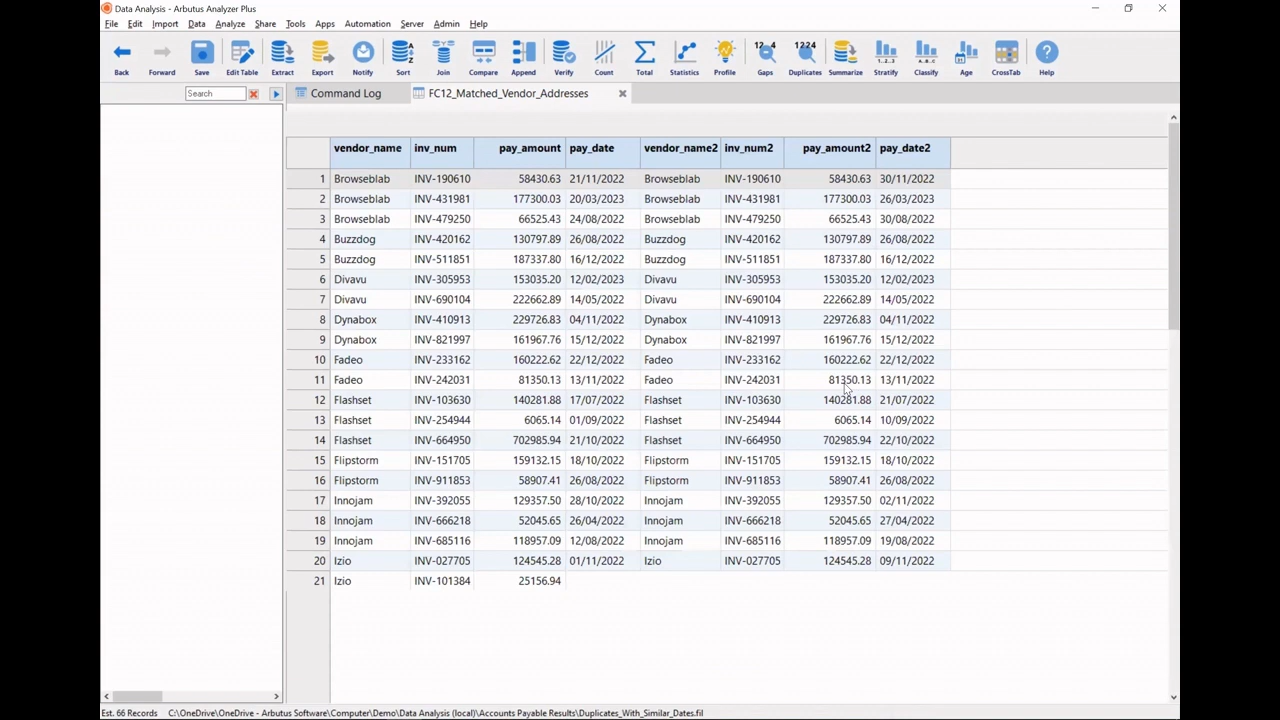 Data Analysis - Arbutus Analyzer Plus
File Edit Import Data Analyze Share Tools Apps Automation Server Admin Help
Back Forward Save Edit Table Extract Export Notify Sort Join Compare Append Verify Count Total Statistics Profile Gaps Duplicates Summarize Stratify Classify Age CrossTab Help
Search Command Log FC12_Matched_Vendor_Addresses
vendor_name inv_num pay_amount pay_date vendor_name2 inv_num2 pay_amount2 pay_date2
1 Browseblab INV-190610 58430.63 21/11/2022 Browseblab INV-190610 58430.63 30/11/2022
2 Browseblab INV-431981 177300.03 20/03/2023 Browseblab INV-431981 177300.03 26/03/2023
3 Browseblab INV-479250 66525.43 24/08/2022 Browseblab INV-479250 66525.43 30/08/2022
4 Buzzdog INV-420162 130797.89 26/08/2022 Buzzdog INV-420162 130797.89 26/08/2022
5 Buzzdog INV-511851 187337.80 16/12/2022 Buzzdog INV-511851 187337.80 16/12/2022
6 Divavu INV-305953 153035.20 12/02/2023 Divavu INV-305953 153035.20 12/02/2023
7 Divavu INV-690104 222662.89 14/05/2022 Divavu INV-690104 222662.89 14/05/2022
8 Dynabox INV-410913 229726.83 04/11/2022 Dynabox INV-410913 229726.83 04/11/2022
9 Dynabox INV-821997 161967.76 15/12/2022 Dynabox INV-821997 161967.76 15/12/2022
10 Fadeo INV-233162 160222.62 22/12/2022 Fadeo INV-233162 160222.62 22/12/2022
11 Fadeo INV-242031 81350.13 13/11/2022 Fadeo INV-242031 81350.13 13/11/2022
12 Flashset INV-103630 140281.88 17/07/2022 Flashset INV-103630 140281.88 21/07/2022
13 Flashset INV-254944 6065.14 01/09/2022 Flashset INV-254944 6065.14 10/09/2022
14 Flashset INV-664950 702985.94 21/10/2022 Flashset INV-664950 702985.94 22/10/2022
15 Flipstorm INV-151705 159132.15 18/10/2022 Flipstorm INV-151705 159132.15 18/10/2022
16 Flipstorm INV-911853 58907.41 26/08/2022 Flipstorm INV-911853 58907.41 26/08/2022
17 Innojam INV-392055 129357.50 28/10/2022 Innojam INV-392055 129357.50 02/11/2022
18 Innojam INV-666218 52045.65 26/04/2022 Innojam INV-666218 52045.65 27/04/2022
19 Innojam INV-685116 118957.09 12/08/2022 Innojam INV-685116 118957.09 19/08/2022
20 Izio INV-027705 124545.28 01/11/2022 Izio INV-027705 124545.28 09/11/2022
21 Izio INV-101384 25156.94
Est. 66 Records C:\OneDrive\OneDrive - Arbutus Software\Computer\Demo\Data Analysis (local)\Accounts Payable Results\Duplicates_With_Similar_Dates.fil